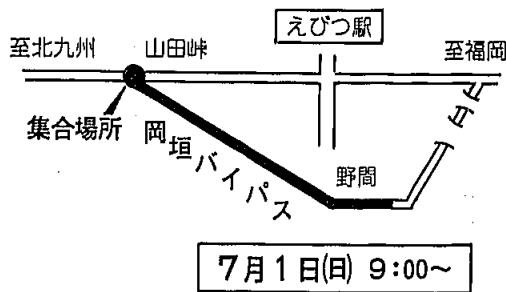 えびつ駅
至北九州
山田峠
至福岡
集合場所
岡垣バイパス
野間
7月1日(日) 9:00~